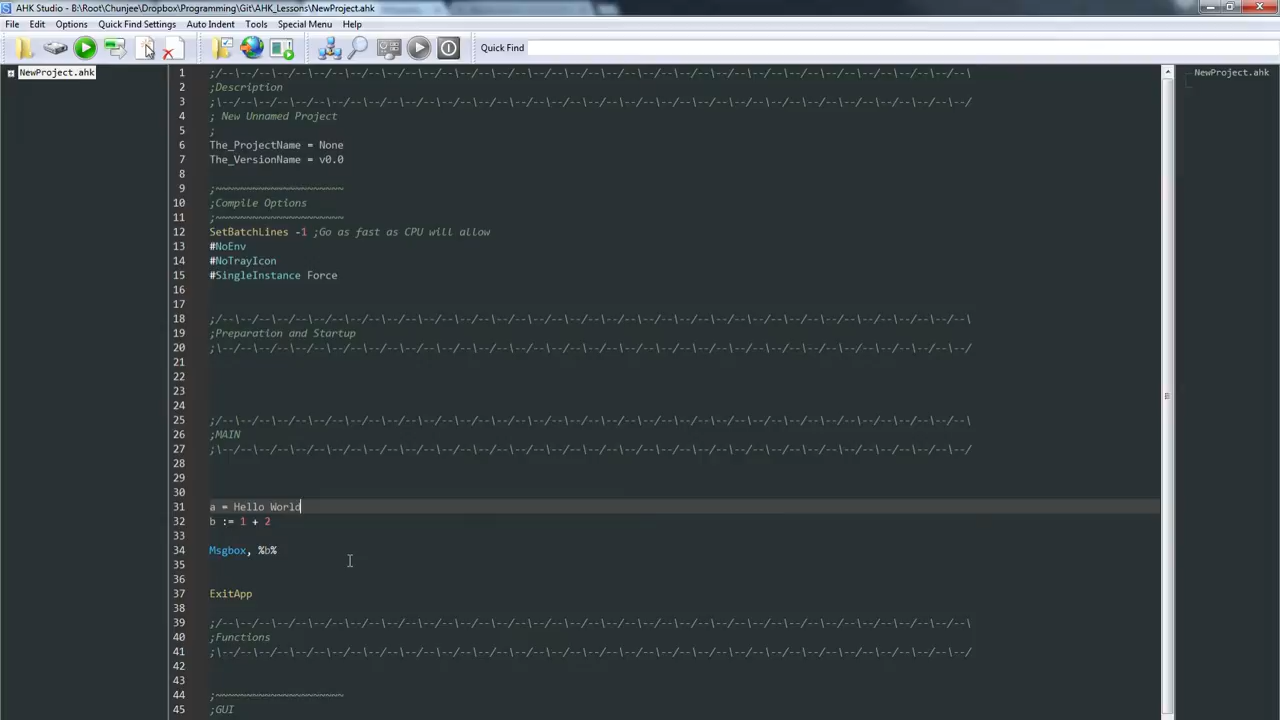 AHK Studio - B:\Root\Chunjee\Dropbox\Programming\Git\AHK_Lessons\NewProject.ahk
File Edit Options Quick Find Settings Auto Indent Tools Special Menu Help
Quick Find
NewProject.ahk
NewProject.ahk
1 ;/--\--/--\--/--\--/--\--/--\--/--\--/--\--/--\--/--\--/--\--/--\--/--\--/--\--/--\--/--\--/--\--/--\--/--\--/--\--/--\--/--\
2 ;Description
3 ;\--/--\--/--\--/--\--/--\--/--\--/--\--/--\--/--\--/--\--/--\--/--\--/--\--/--\--/--\--/--\--/--\--/--\--/--\--/--\--/--\--/
4 ; New Unnamed Project
5 ;
6 The_ProjectName = None
7 The_VersionName = v0.0
8
9 ;~~~~~~~~~~~~~~~~~~~~~
10 ;Compile Options
11 ;~~~~~~~~~~~~~~~~~~~~~
12 SetBatchLines -1 ;Go as fast as CPU will allow
13 #NoEnv
14 #NoTrayIcon
15 #SingleInstance Force
16
17
18 ;/--\--/--\--/--\--/--\--/--\--/--\--/--\--/--\--/--\--/--\--/--\--/--\--/--\--/--\--/--\--/--\--/--\--/--\--/--\--/--\--/--\
19 ;Preparation and Startup
20 ;\--/--\--/--\--/--\--/--\--/--\--/--\--/--\--/--\--/--\--/--\--/--\--/--\--/--\--/--\--/--\--/--\--/--\--/--\--/--\--/--\--/
21
22
23
24
25 ;/--\--/--\--/--\--/--\--/--\--/--\--/--\--/--\--/--\--/--\--/--\--/--\--/--\--/--\--/--\--/--\--/--\--/--\--/--\--/--\--/--\
26 ;MAIN
27 ;\--/--\--/--\--/--\--/--\--/--\--/--\--/--\--/--\--/--\--/--\--/--\--/--\--/--\--/--\--/--\--/--\--/--\--/--\--/--\--/--\--/
28
29
30
31 a = Hello World
32 b := 1 + 2
33
34 Msgbox, %b%
35
36
37 ExitApp
38
39 ;/--\--/--\--/--\--/--\--/--\--/--\--/--\--/--\--/--\--/--\--/--\--/--\--/--\--/--\--/--\--/--\--/--\--/--\--/--\--/--\--/--\
40 ;Functions
41 ;\--/--\--/--\--/--\--/--\--/--\--/--\--/--\--/--\--/--\--/--\--/--\--/--\--/--\--/--\--/--\--/--\--/--\--/--\--/--\--/--\--/
42
43
44 ;~~~~~~~~~~~~~~~~~~~~~
45 ;GUI